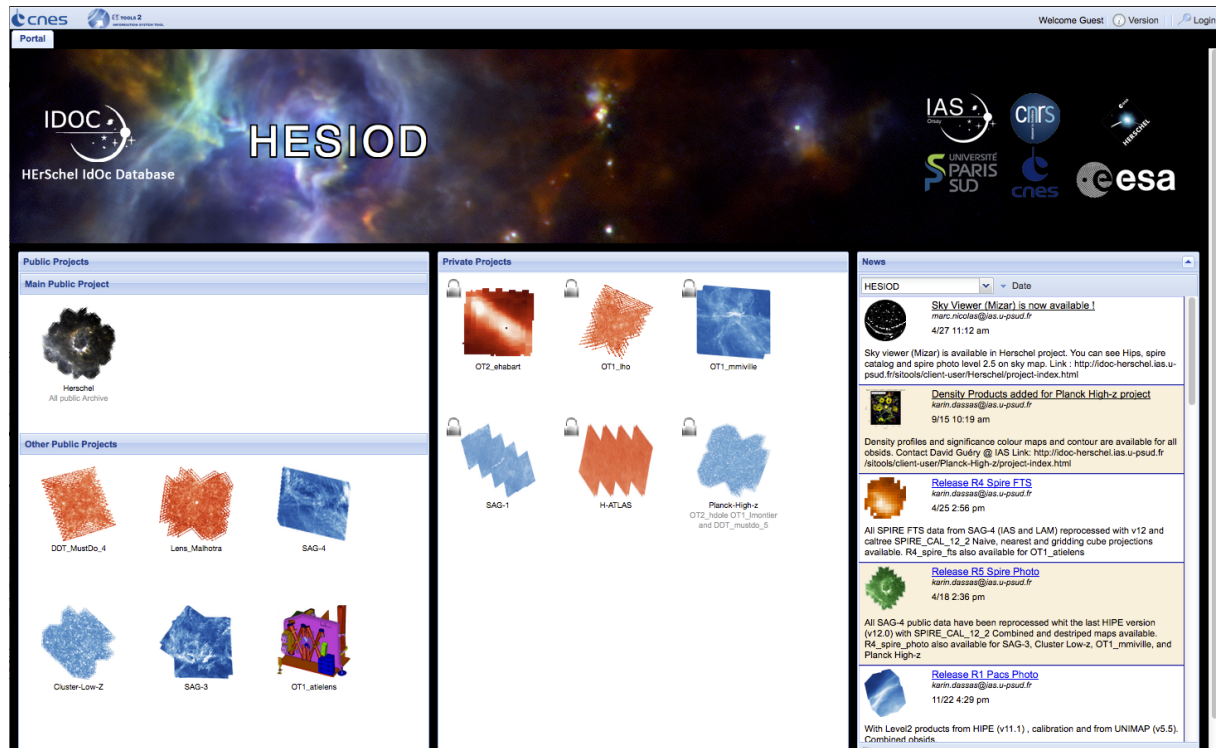 cnes
TOOLS 2
INFORMATION SYSTEM TOOL
Welcome Guest
Version
Login
Portal
IDOC
HErSchel IdOc Database
HESIOD
IAS
Orsay
cnrs
HERSCHEL
UNIVERSITÉ
PARIS
SUD
cnes
esa
Public Projects
Main Public Project
Herschel
All public Archive
Other Public Projects
DDT_MustDo_4
Lens_Malhotra
SAG-4
Cluster-Low-Z
SAG-3
OT1_atielens
Private Projects
OT2_ehabart
OT1_lho
OT1_mmiville
SAG-1
H-ATLAS
Planck-High-z
OT2_hdole OT1_lmontier
and DDT_mustdo_5
News
HESIOD
Date
Sky Viewer (Mizar) is now available !
marc.nicolas@ias.u-psud.fr
4/27 11:12 am
Sky viewer (Mizar) is available in Herschel project. You can see Hips, spire
catalog and spire photo level 2.5 on sky map. Link : http://idoc-herschel.ias.u-
psud.fr/sitools/client-user/Herschel/project-index.html
Density Products added for Planck High-z project
karin.dassas@ias.u-psud.fr
9/15 10:19 am
Density profiles and significance colour maps and contour are available for all
obsids. Contact David Guéry @ IAS Link: http://idoc-herschel.ias.u-psud.fr
/sitools/client-user/Planck-High-z/project-index.html
Release R4 Spire FTS
karin.dassas@ias.u-psud.fr
4/25 2:56 pm
All SPIRE FTS data from SAG-4 (IAS and LAM) reprocessed with v12 and
caltree SPIRE_CAL_12_2 Naive, nearest and gridding cube projections
available. R4_spire_fts also available for OT1_atielens
Release R5 Spire Photo
karin.dassas@ias.u-psud.fr
4/18 2:36 pm
All SAG-4 public data have been reprocessed whit the last HIPE version
(v12.0) with SPIRE_CAL_12_2 Combined and destriped maps available.
R4_spire_photo also available for SAG-3, Cluster Low-z, OT1_mmiville, and
Planck High-z
Release R1 Pacs Photo
karin.dassas@ias.u-psud.fr
11/22 4:29 pm
With Level2 products from HIPE (v11.1) , calibration and from UNIMAP (v5.5).
Combined obsids